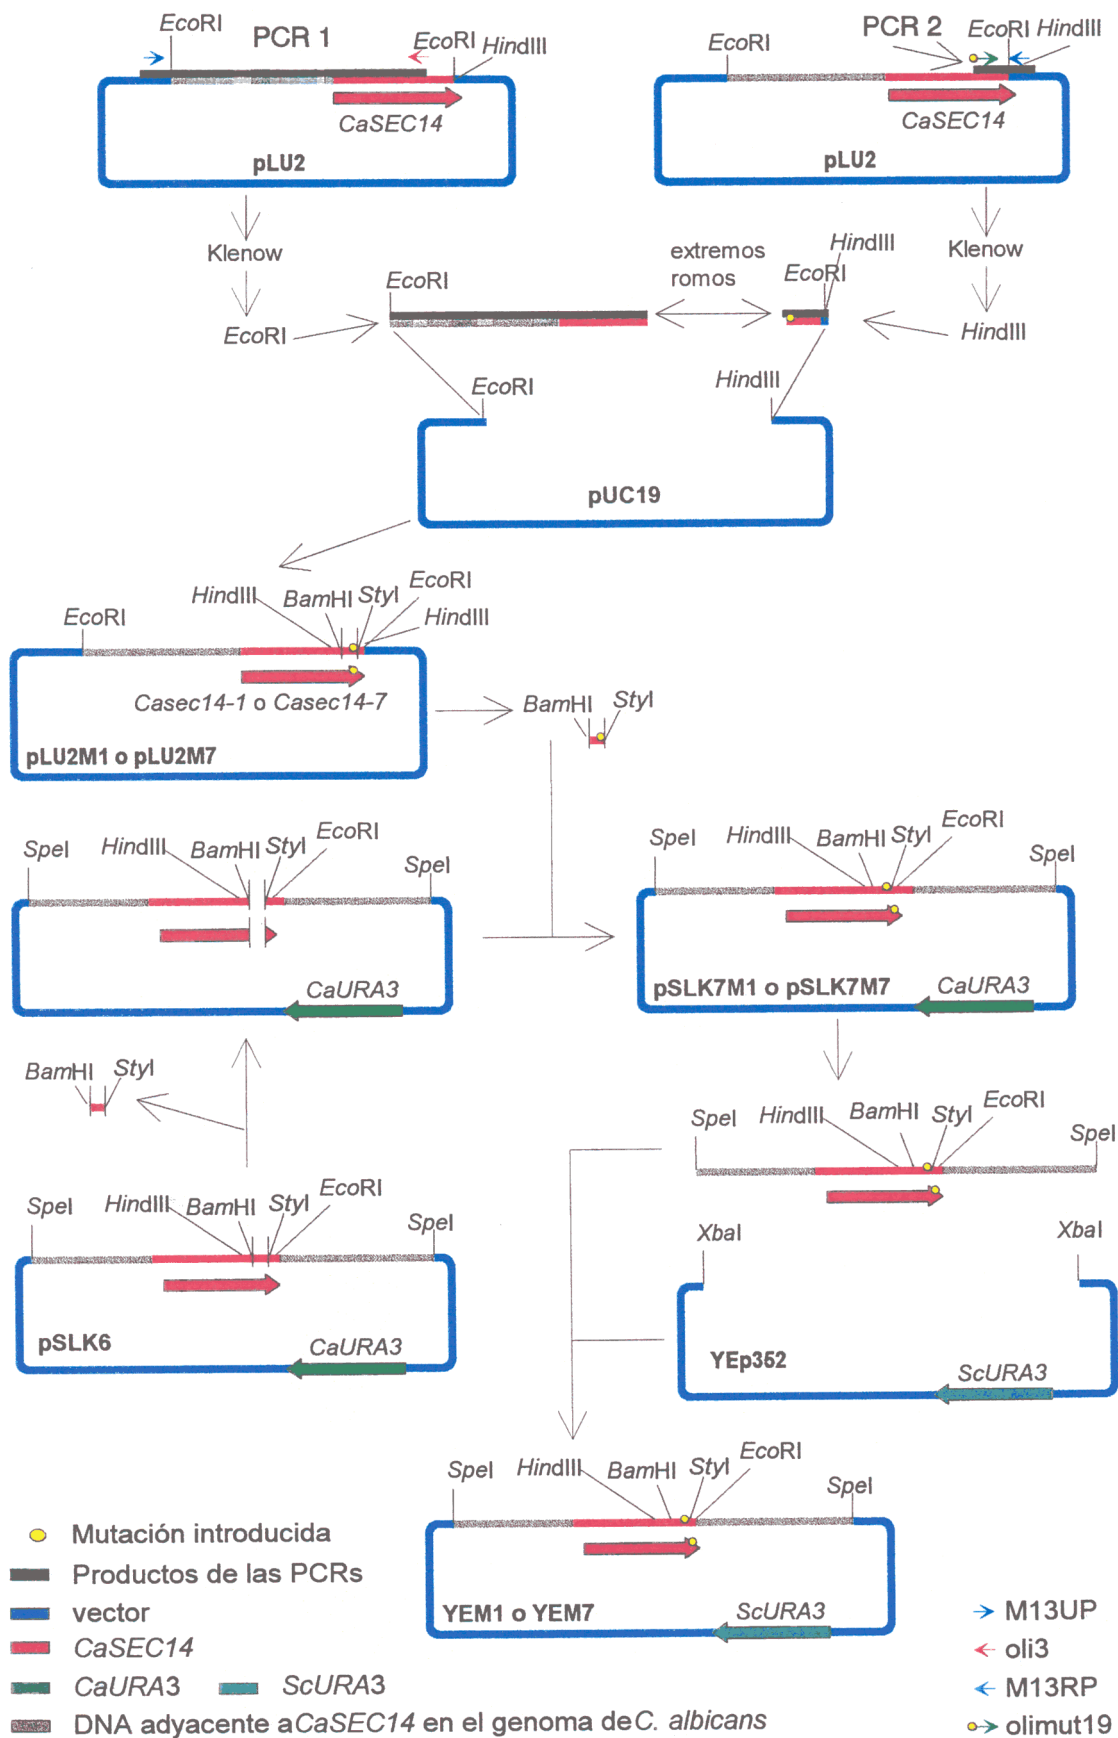 EcoRI
PCR 1
EcoRI
HindIII
CaSEC14
pLU2
PCR 2
EcoRI
EcoRI
HindIII
CaSEC14
pLU2
Klenow
EcoRI
EcoRI
extremos
romos
HindIII
EcoRI
Klenow
HindIII
EcoRI
HindIII
pUC19
EcoRI
HindIII
BamHI
StyI
EcoRI
HindIII
Casec14-1 o Casec14-7
pLU2M1 o pLU2M7
BamHI
StyI
SpeI
HindIII
BamHI
StyI
EcoRI
SpeI
CaURA3
SpeI
HindIII
BamHI
StyI
EcoRI
SpeI
pSLK7M1 o pSLK7M7
CaURA3
BamHI
StyI
SpeI
HindIII
BamHI
StyI
EcoRI
SpeI
SpeI
HindIII
BamHI
StyI
EcoRI
SpeI
pSLK6
CaURA3
XbaI
XbaI
YEp352
ScURA3
SpeI
HindIII
BamHI
StyI
EcoRI
SpeI
YEM1 o YEM7
ScURA3
Mutación introducida
Productos de las PCRs
vector
CaSEC14
CaURA3
ScURA3
DNA adyacente a CaSEC14 en el genoma de C. albicans
M13UP
oli3
M13RP
olimut19